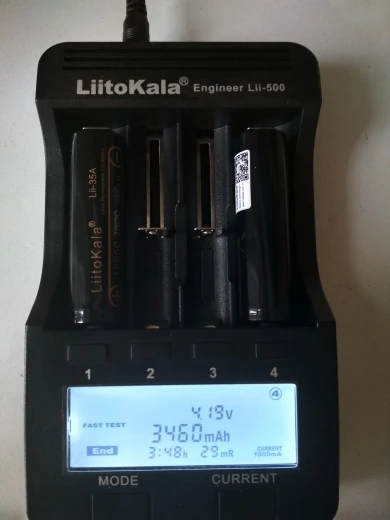 LiitoKala® Engineer Lii-500
LiitoKala® Lii-35A
1 2 3 4
4
4.19v
FAST TEST
3460mAh
End 3:48h 29mR CURRENT 1000mA
MODE CURRENT